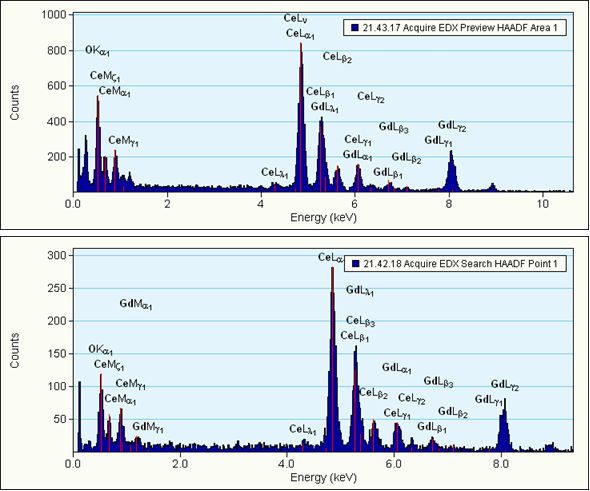 21.43.17 Acquire EDX Preview HAADF Area 1
Counts
1000
800
600
400
200
CeLν
CeLα1
OKα1
CeMζ1
CeMα1
CeMγ1
CeLβ2
CeLβ1
GdLλ1
CeLγ2
GdLβ3
GdLγ2
CeLγ1
GdLγ1
GdLα1
GdLβ2
CeLλ1
GdLβ1
0.0 2.0 4 6 8 10
Energy (keV)
21.42.18 Acquire EDX Search HAADF Point 1
Counts
300
250
200
150
100
50
CeLα
GdMα1
GdLλ1
CeLβ3
OKα1
CeLβ1
CeMζ1
GdLα1
CeMγ1
GdLβ3
GdLγ2
CeMα1
CeLβ2
CeLγ2
GdLγ1
GdLβ2
GdMγ1
CeLλ1
CeLγ1
GdLβ1
0.0 2.0 4.0 6.0 8.0
Energy (keV)